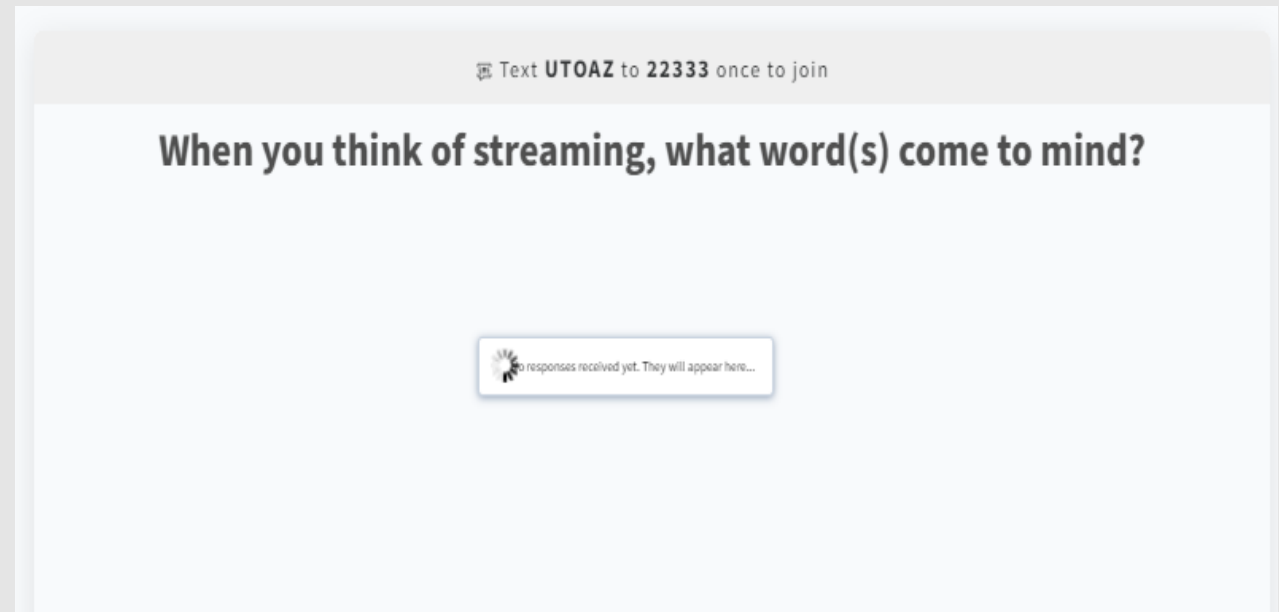 Text UTOAZ to 22333 once to join
When you think of streaming, what word(s) come to mind?
responses received yet. They will appear here...